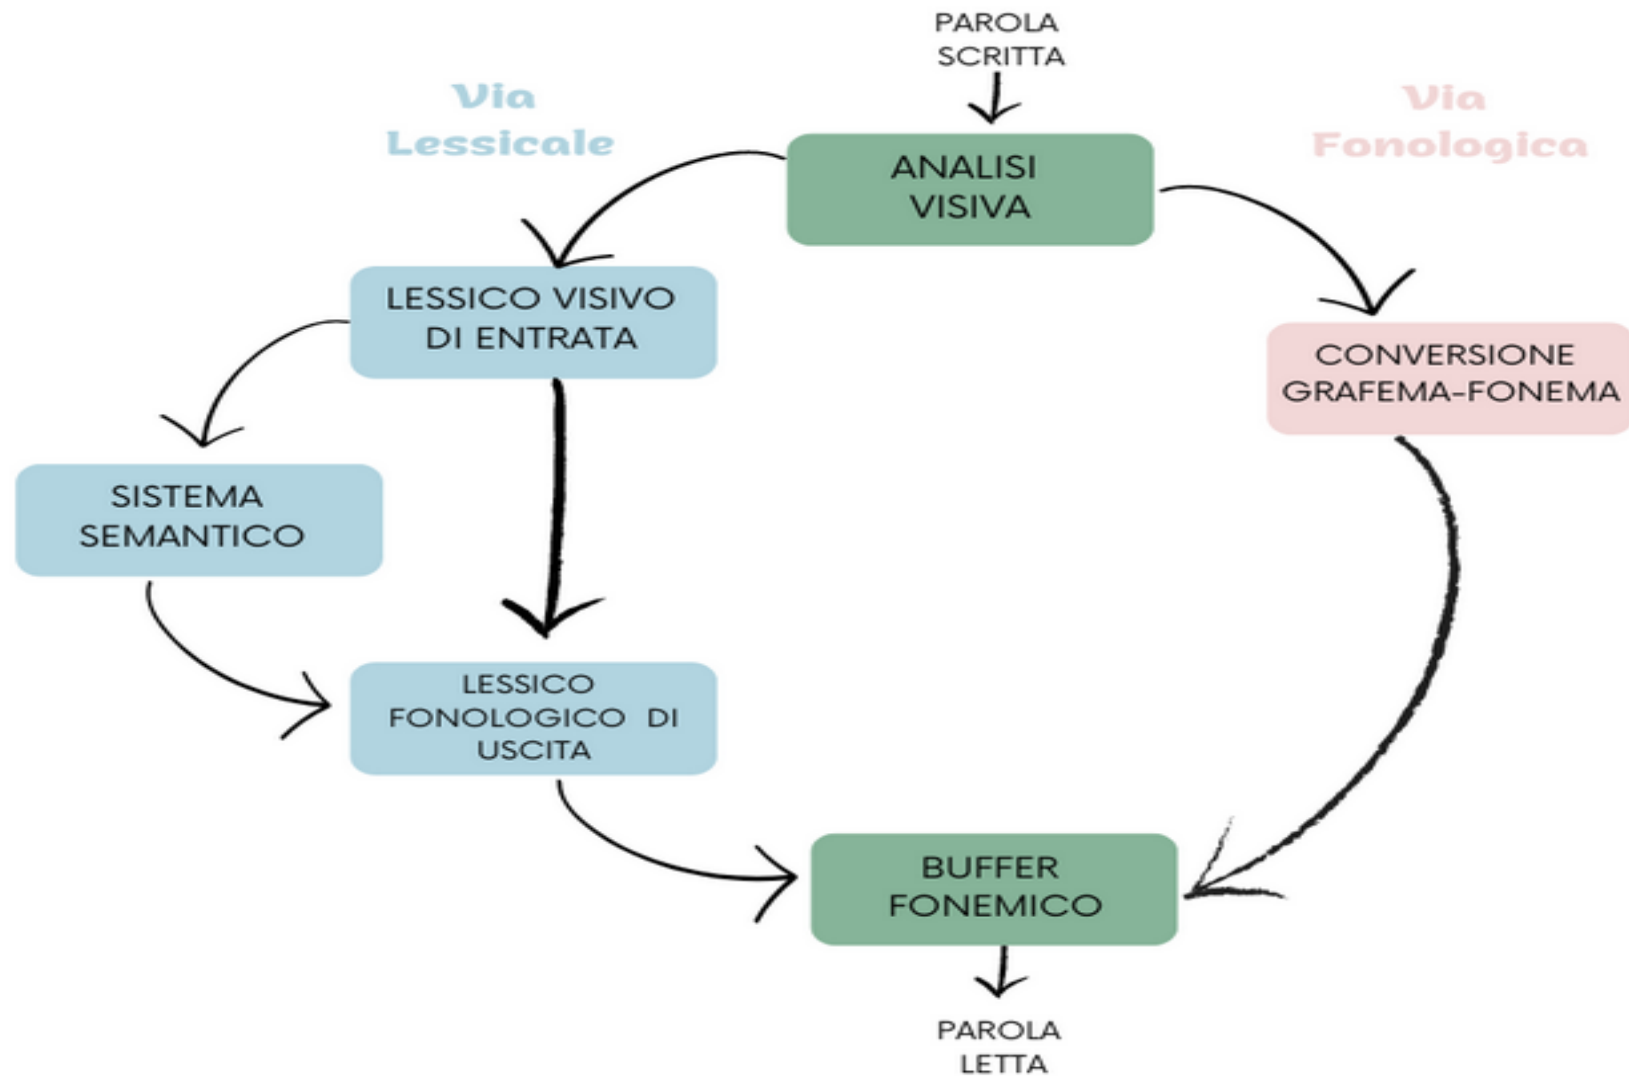 PAROLA
SCRITTA
Via
Lessicale
Via
Fonologica
ANALISI
VISIVA
LESSICO VISIVO
DI ENTRATA
CONVERSIONE
GRAFEMA-FONEMA
SISTEMA
SEMANTICO
LESSICO
FONOLOGICO DI
USCITA
BUFFER
FONEMICO
PAROLA
LETTA